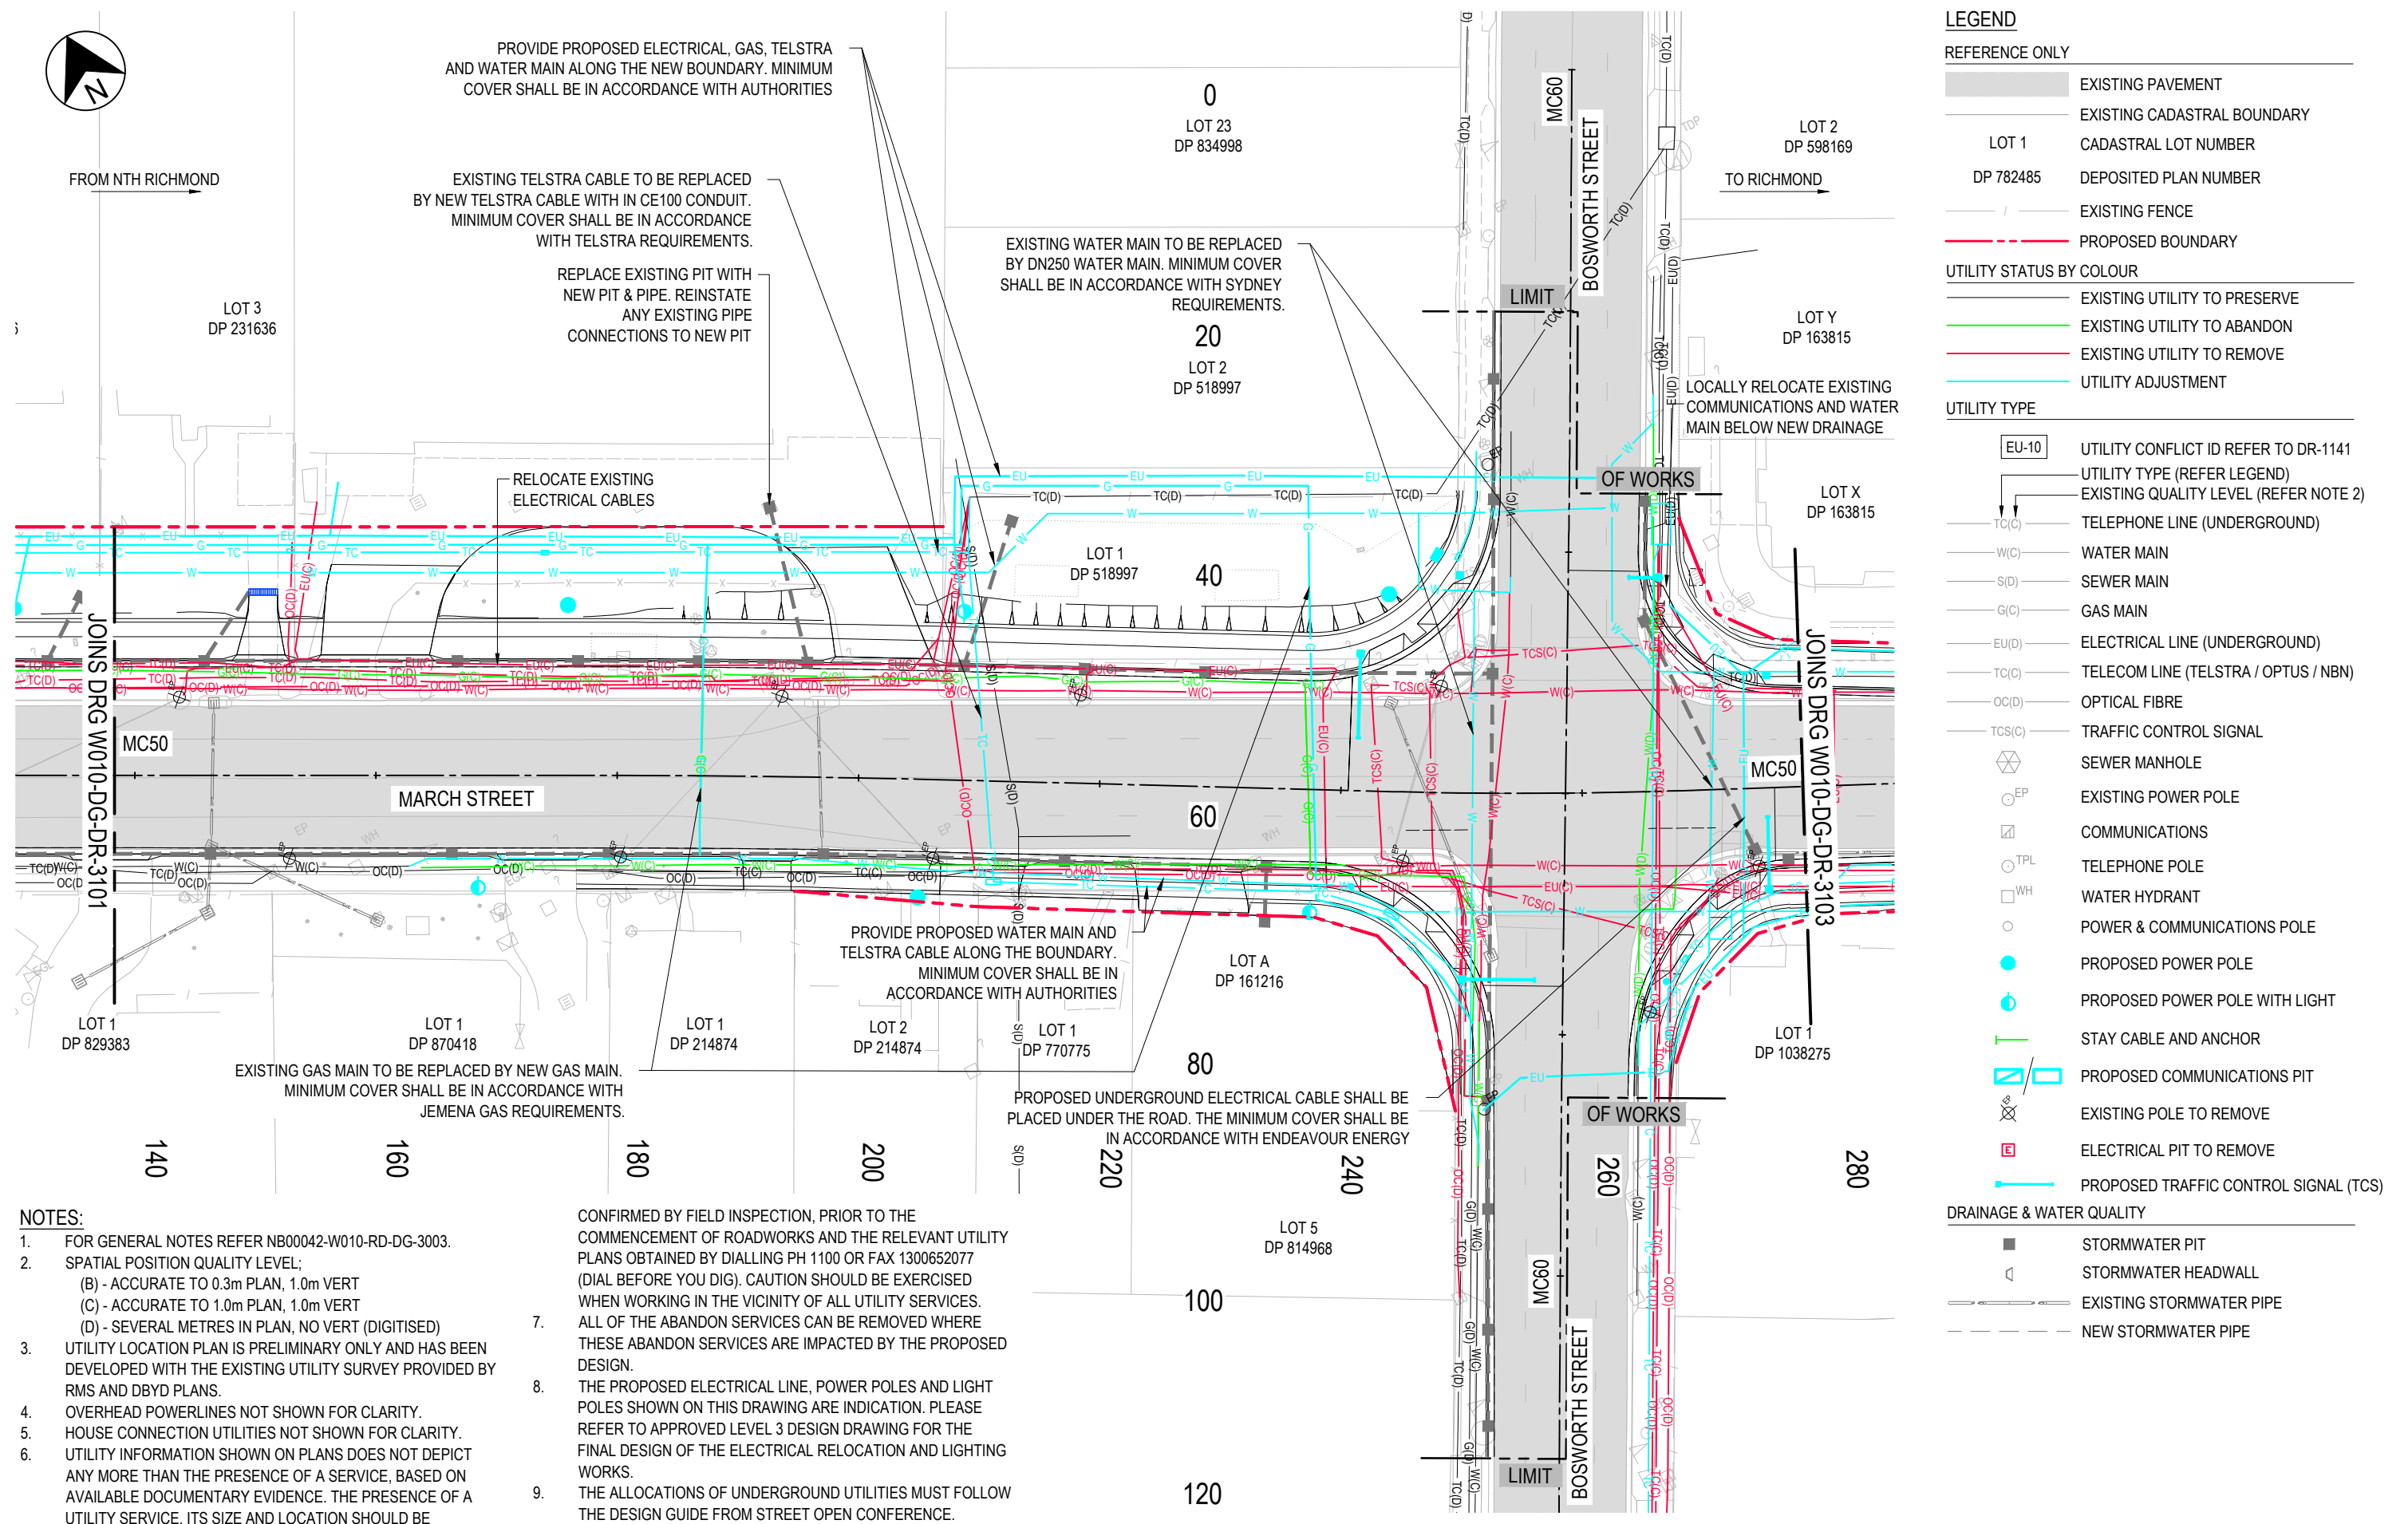 N
FROM NTH RICHMOND
PROVIDE PROPOSED ELECTRICAL, GAS, TELSTRA
AND WATER MAIN ALONG THE NEW BOUNDARY. MINIMUM
COVER SHALL BE IN ACCORDANCE WITH AUTHORITIES
EXISTING TELSTRA CABLE TO BE REPLACED
BY NEW TELSTRA CABLE WITH IN CE100 CONDUIT.
MINIMUM COVER SHALL BE IN ACCORDANCE
WITH TELSTRA REQUIREMENTS.
REPLACE EXISTING PIT WITH
NEW PIT & PIPE. REINSTATE
ANY EXISTING PIPE
CONNECTIONS TO NEW PIT
LOT 3
DP 231636
RELOCATE EXISTING
ELECTRICAL CABLES
0
LOT 23
DP 834998
EXISTING WATER MAIN TO BE REPLACED
BY DN250 WATER MAIN. MINIMUM COVER
SHALL BE IN ACCORDANCE WITH SYDNEY
REQUIREMENTS.
20
LOT 2
DP 518997
MC60
BOSWORTH STREET
LIMIT
OF WORKS
LOT 2
DP 598169
TO RICHMOND
LOT Y
DP 163815
LOCALLY RELOCATE EXISTING
COMMUNICATIONS AND WATER
MAIN BELOW NEW DRAINAGE
LOT X
DP 163815
LOT 1
DP 518997
40
JOINS DRG W010-DG-DR-3101
MC50
MARCH STREET
60
MC50
JOINS DRG W010-DG-DR-3103
PROVIDE PROPOSED WATER MAIN AND
TELSTRA CABLE ALONG THE BOUNDARY.
MINIMUM COVER SHALL BE IN
ACCORDANCE WITH AUTHORITIES
LOT A
DP 161216
LOT 1
DP 829383
LOT 1
DP 870418
LOT 1
DP 214874
LOT 2
DP 214874
LOT 1
DP 770775
LOT 1
DP 1038275
EXISTING GAS MAIN TO BE REPLACED BY NEW GAS MAIN.
MINIMUM COVER SHALL BE IN ACCORDANCE WITH
JEMENA GAS REQUIREMENTS.
80
PROPOSED UNDERGROUND ELECTRICAL CABLE SHALL BE
PLACED UNDER THE ROAD. THE MINIMUM COVER SHALL BE
IN ACCORDANCE WITH ENDEAVOUR ENERGY
OF WORKS
140
160
180
200
220
240
260
280
LOT 5
DP 814968
100
MC60
BOSWORTH STREET
LIMIT
120
NOTES:
1. FOR GENERAL NOTES REFER NB00042-W010-RD-DG-3003.
2. SPATIAL POSITION QUALITY LEVEL;
(B) - ACCURATE TO 0.3m PLAN, 1.0m VERT
(C) - ACCURATE TO 1.0m PLAN, 1.0m VERT
(D) - SEVERAL METRES IN PLAN, NO VERT (DIGITISED)
3. UTILITY LOCATION PLAN IS PRELIMINARY ONLY AND HAS BEEN
DEVELOPED WITH THE EXISTING UTILITY SURVEY PROVIDED BY
RMS AND DBYD PLANS.
4. OVERHEAD POWERLINES NOT SHOWN FOR CLARITY.
5. HOUSE CONNECTION UTILITIES NOT SHOWN FOR CLARITY.
6. UTILITY INFORMATION SHOWN ON PLANS DOES NOT DEPICT
ANY MORE THAN THE PRESENCE OF A SERVICE, BASED ON
AVAILABLE DOCUMENTARY EVIDENCE. THE PRESENCE OF A
UTILITY SERVICE, ITS SIZE AND LOCATION SHOULD BE
CONFIRMED BY FIELD INSPECTION, PRIOR TO THE
COMMENCEMENT OF ROADWORKS AND THE RELEVANT UTILITY
PLANS OBTAINED BY DIALLING PH 1100 OR FAX 1300652077
(DIAL BEFORE YOU DIG). CAUTION SHOULD BE EXERCISED
WHEN WORKING IN THE VICINITY OF ALL UTILITY SERVICES.
7. ALL OF THE ABANDON SERVICES CAN BE REMOVED WHERE
THESE ABANDON SERVICES ARE IMPACTED BY THE PROPOSED
DESIGN.
8. THE PROPOSED ELECTRICAL LINE, POWER POLES AND LIGHT
POLES SHOWN ON THIS DRAWING ARE INDICATION. PLEASE
REFER TO APPROVED LEVEL 3 DESIGN DRAWING FOR THE
FINAL DESIGN OF THE ELECTRICAL RELOCATION AND LIGHTING
WORKS.
9. THE ALLOCATIONS OF UNDERGROUND UTILITIES MUST FOLLOW
THE DESIGN GUIDE FROM STREET OPEN CONFERENCE.
LEGEND
REFERENCE ONLY
EXISTING PAVEMENT
EXISTING CADASTRAL BOUNDARY
LOT 1 CADASTRAL LOT NUMBER
DP 782485 DEPOSITED PLAN NUMBER
EXISTING FENCE
PROPOSED BOUNDARY
UTILITY STATUS BY COLOUR
EXISTING UTILITY TO PRESERVE
EXISTING UTILITY TO ABANDON
EXISTING UTILITY TO REMOVE
UTILITY ADJUSTMENT
UTILITY TYPE
EU-10 UTILITY CONFLICT ID REFER TO DR-1141
UTILITY TYPE (REFER LEGEND)
EXISTING QUALITY LEVEL (REFER NOTE 2)
TC(C) TELEPHONE LINE (UNDERGROUND)
W(C) WATER MAIN
S(D) SEWER MAIN
G(C) GAS MAIN
EU(D) ELECTRICAL LINE (UNDERGROUND)
TC(C) TELECOM LINE (TELSTRA / OPTUS / NBN)
OC(D) OPTICAL FIBRE
TCS(C) TRAFFIC CONTROL SIGNAL
SEWER MANHOLE
EP EXISTING POWER POLE
COMMUNICATIONS
TPL TELEPHONE POLE
WH WATER HYDRANT
POWER & COMMUNICATIONS POLE
PROPOSED POWER POLE
PROPOSED POWER POLE WITH LIGHT
STAY CABLE AND ANCHOR
PROPOSED COMMUNICATIONS PIT
EP EXISTING POLE TO REMOVE
E ELECTRICAL PIT TO REMOVE
PROPOSED TRAFFIC CONTROL SIGNAL (TCS)
DRAINAGE & WATER QUALITY
STORMWATER PIT
STORMWATER HEADWALL
EXISTING STORMWATER PIPE
NEW STORMWATER PIPE